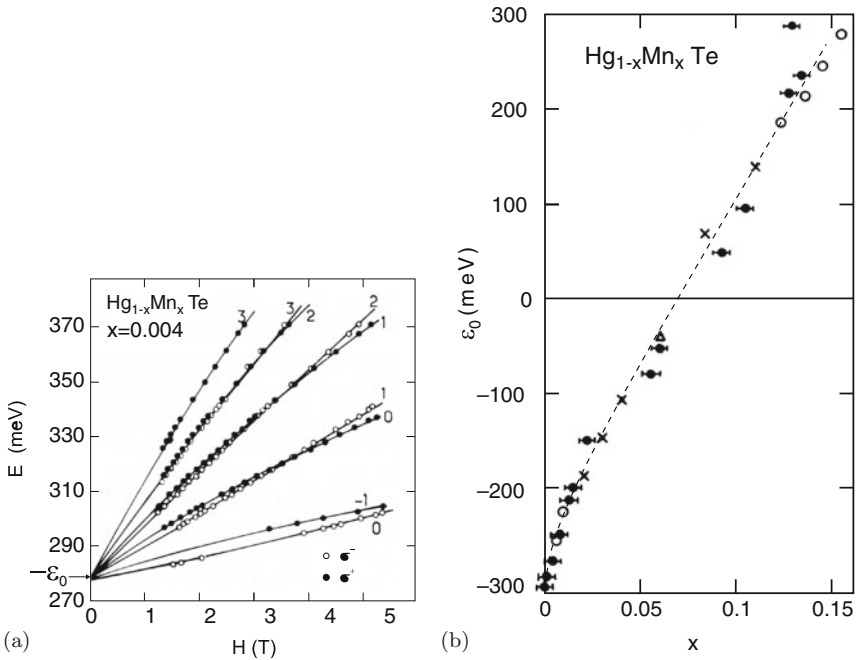 Hg1-xMnx Te
x=0.004
E (meV)
370
350
330
310
290
270
−ε0
3
3
2
2
1
1
0
−1
0
σ−
σ+
0
1
2
3
4
5
H (T)
(a)
Hg1-xMnx Te
ε0 (meV)
300
200
100
0
−100
−200
−300
0
0.05
0.1
0.15
x
(b)